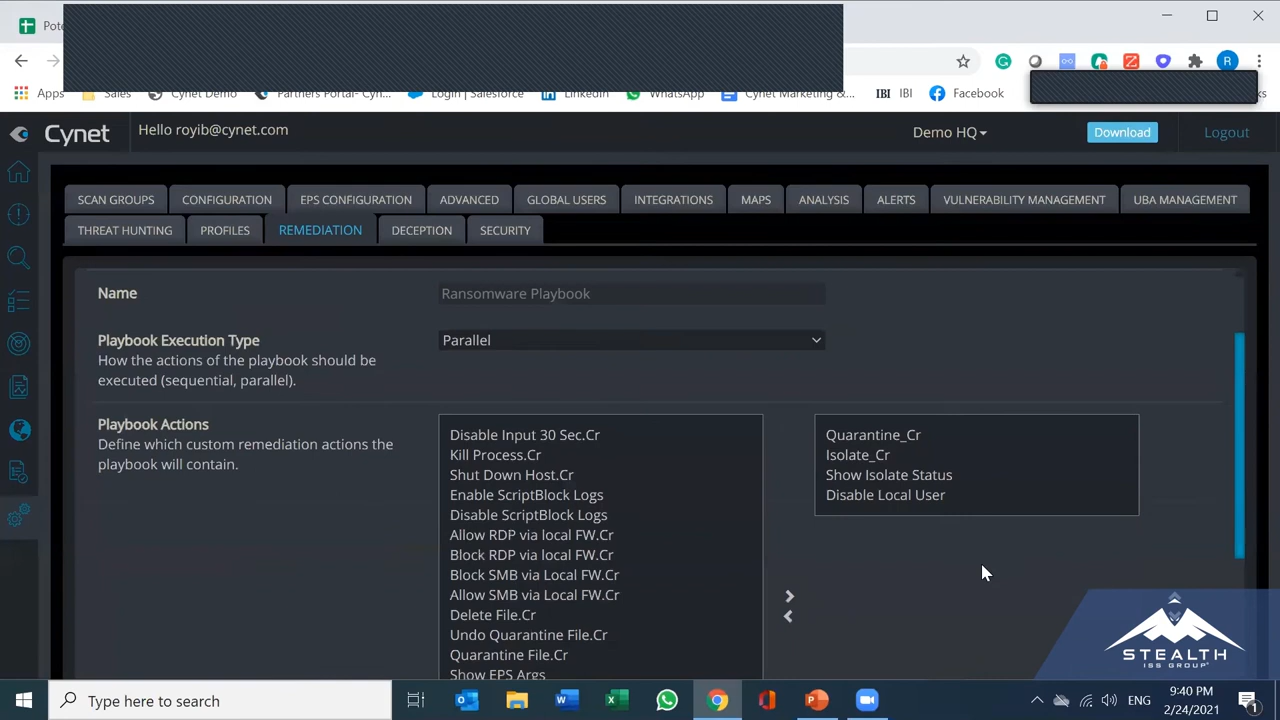 Pote
Apps
Sales
Cynet Demo
Partners Portal- Cyn...
Login | Salesforce
LinkedIn
WhatsApp
Cynet Marketing &...
IBI IBI
Facebook
ks
Cynet
Hello royib@cynet.com
Demo HQ
Download
Logout
SCAN GROUPS
CONFIGURATION
EPS CONFIGURATION
ADVANCED
GLOBAL USERS
INTEGRATIONS
MAPS
ANALYSIS
ALERTS
VULNERABILITY MANAGEMENT
UBA MANAGEMENT
THREAT HUNTING
PROFILES
REMEDIATION
DECEPTION
SECURITY
Name
Ransomware Playbook
Playbook Execution Type
Parallel
How the actions of the playbook should be
executed (sequential, parallel).
Playbook Actions
Define which custom remediation actions the
playbook will contain.
Disable Input 30 Sec.Cr
Kill Process.Cr
Shut Down Host.Cr
Enable ScriptBlock Logs
Disable ScriptBlock Logs
Allow RDP via local FW.Cr
Block RDP via local FW.Cr
Block SMB via Local FW.Cr
Allow SMB via Local FW.Cr
Delete File.Cr
Undo Quarantine File.Cr
Quarantine File.Cr
Show EPS Args
Quarantine_Cr
Isolate_Cr
Show Isolate Status
Disable Local User
STEALTH
ISS GROUP®
Type here to search
ENG
9:40 PM
2/24/2021
1
R